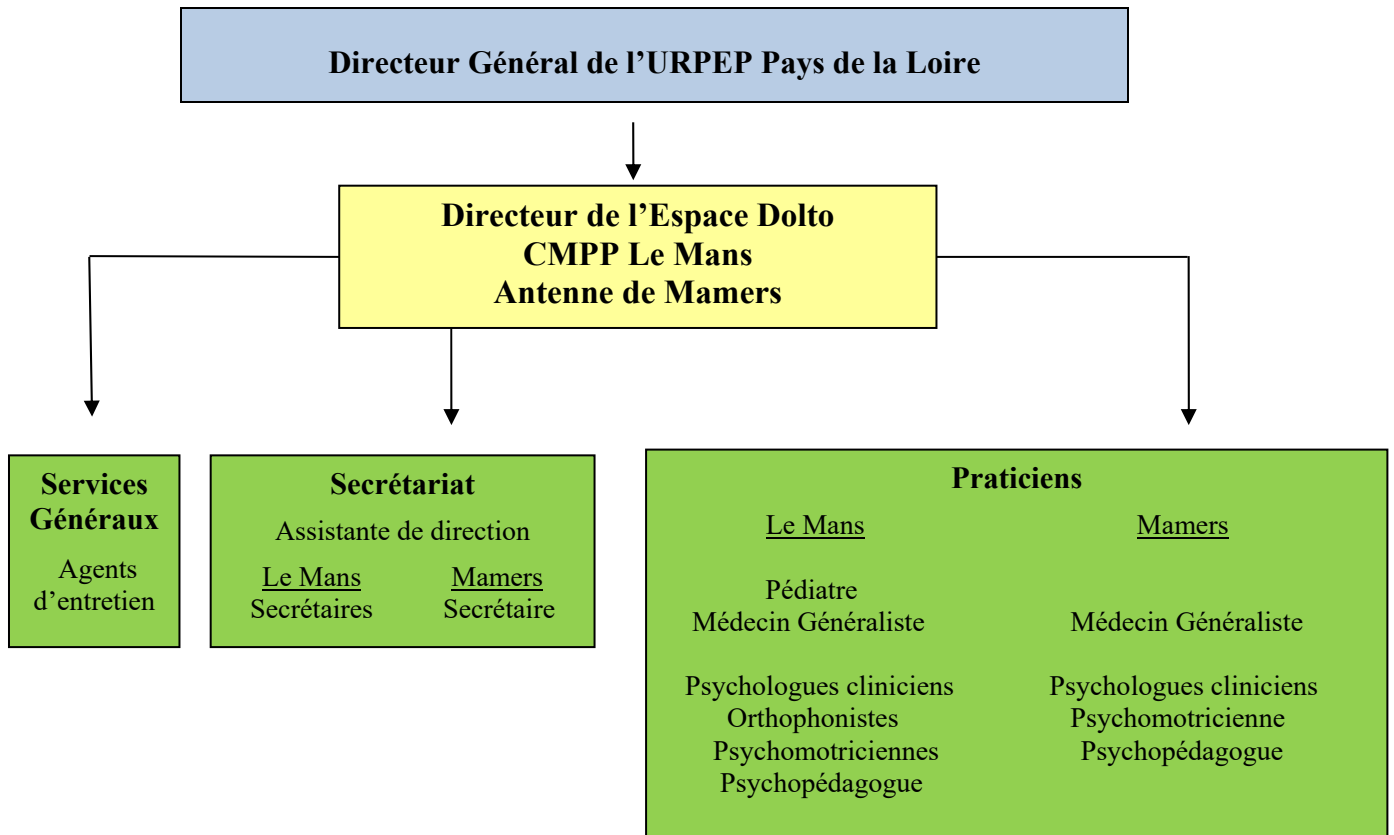 Directeur Général de l’URPEP Pays de la Loire
Directeur de l’Espace Dolto
CMPP Le Mans
Antenne de Mamers
Services
Généraux
Agents
d’entretien
Secrétariat
Assistante de direction
Le Mans
Secrétaires
Mamers
Secrétaire
Praticiens
Le Mans
Pédiatre
Médecin Généraliste
Psychologues cliniciens
Orthophonistes
Psychomotriciennes
Psychopédagogue
Mamers
Médecin Généraliste
Psychologues cliniciens
Psychomotricienne
Psychopédagogue